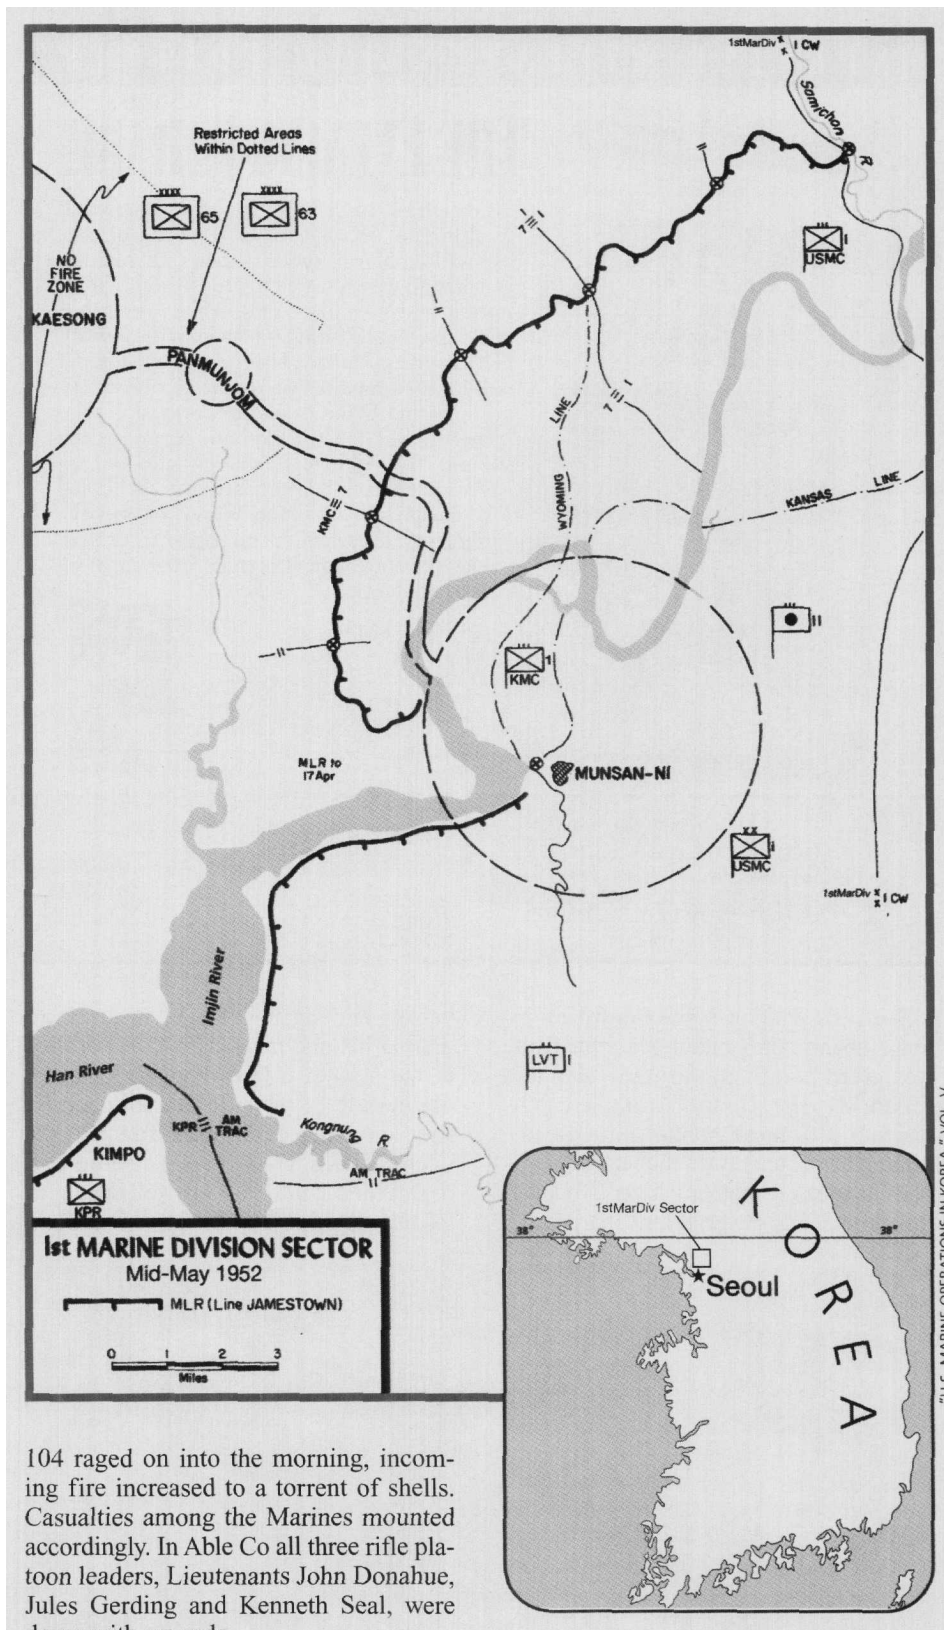 1stMarDiv
I CW
Samichon
R
Restricted Areas
Within Dotted Lines
xxxx
65
xxxx
63
NO
FIRE
ZONE
KAESONG
PANMUNJOM
I
USMC
7 1
7 1
WYOMING LINE
KANSAS LINE
KMC 7
II
KMC
1
MLR to
17 Apr
MUNSAN-NI
USMC
1stMarDiv
I CW
Imjin River
Han River
LVT
I
KPR
AM
TRAC
Kongnung R
AM TRAC
KIMPO
KPR
1st MARINE DIVISION SECTOR
Mid-May 1952
MLR (Line JAMESTOWN)
0 1 2 3
Miles
1stMarDiv Sector
38°
38°
Seoul
KOREA
104 raged on into the morning, incom-
ing fire increased to a torrent of shells.
Casualties among the Marines mounted
accordingly. In Able Co all three rifle pla-
toon leaders, Lieutenants John Donahue,
Jules Gerding and Kenneth Seal, were